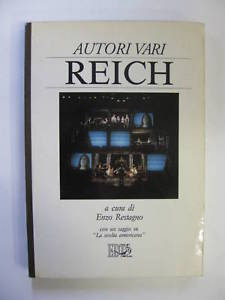 AUTORI VARI
REICH
a cura di
Enzo Restagno
con un saggio su
"La svolta americana"
EDT